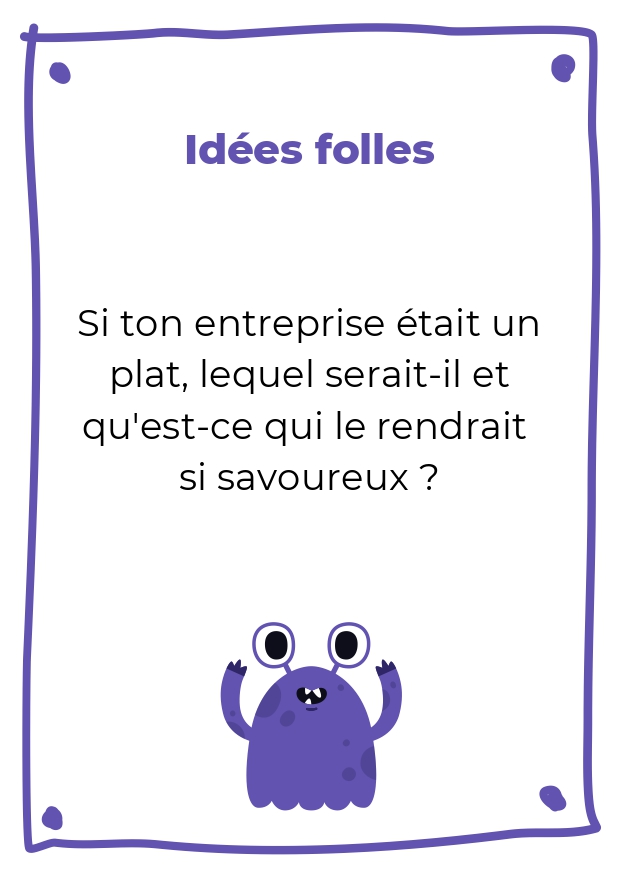 Idées folles
Si ton entreprise était un
plat, lequel serait-il et
qu'est-ce qui le rendrait
si savoureux ?